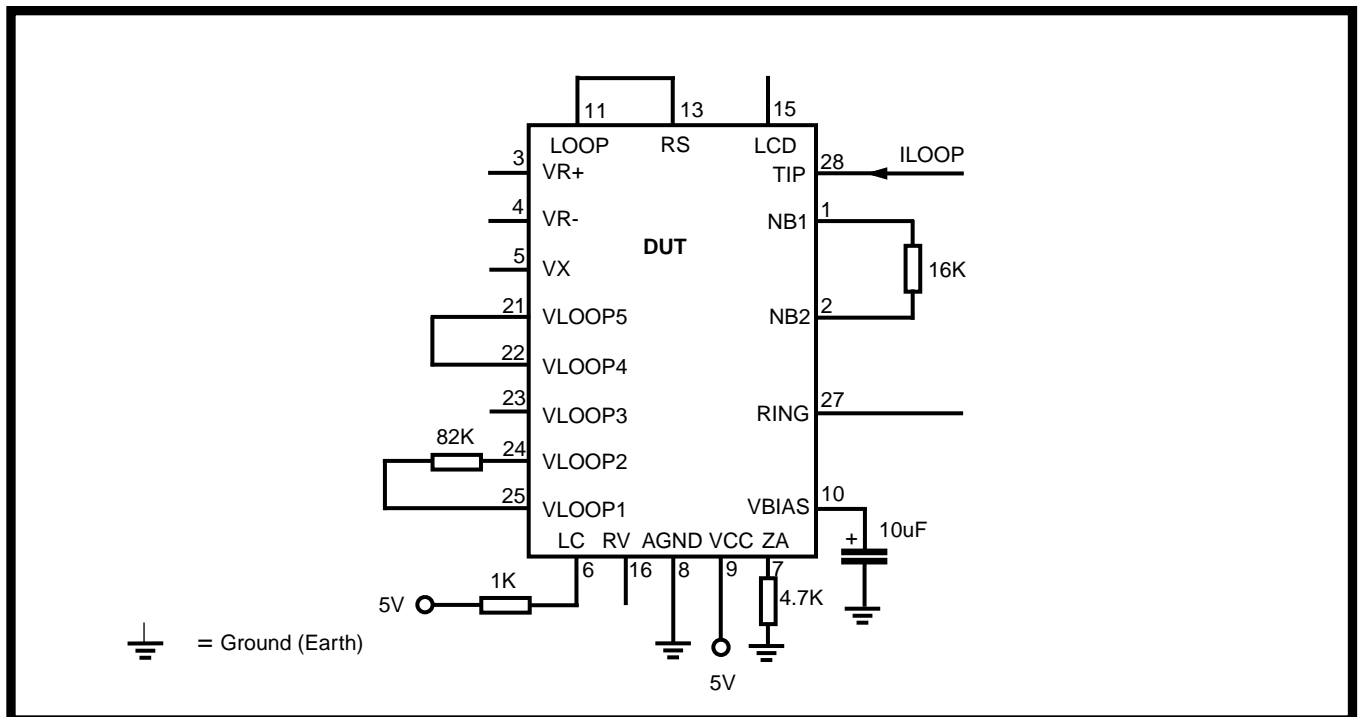 11 13 15
LOOP RS LCD
3 VR+
TIP 28 ILOOP
4 VR-
NB1 1
DUT
5 VX
16K
21 VLOOP5
NB2 2
22 VLOOP4
23 VLOOP3
RING 27
82K
24 VLOOP2
25 VLOOP1
VBIAS 10
10uF
+
LC RV AGND VCC ZA
6 16 8 9 7
1K
4.7K
5V
= Ground (Earth)
5V